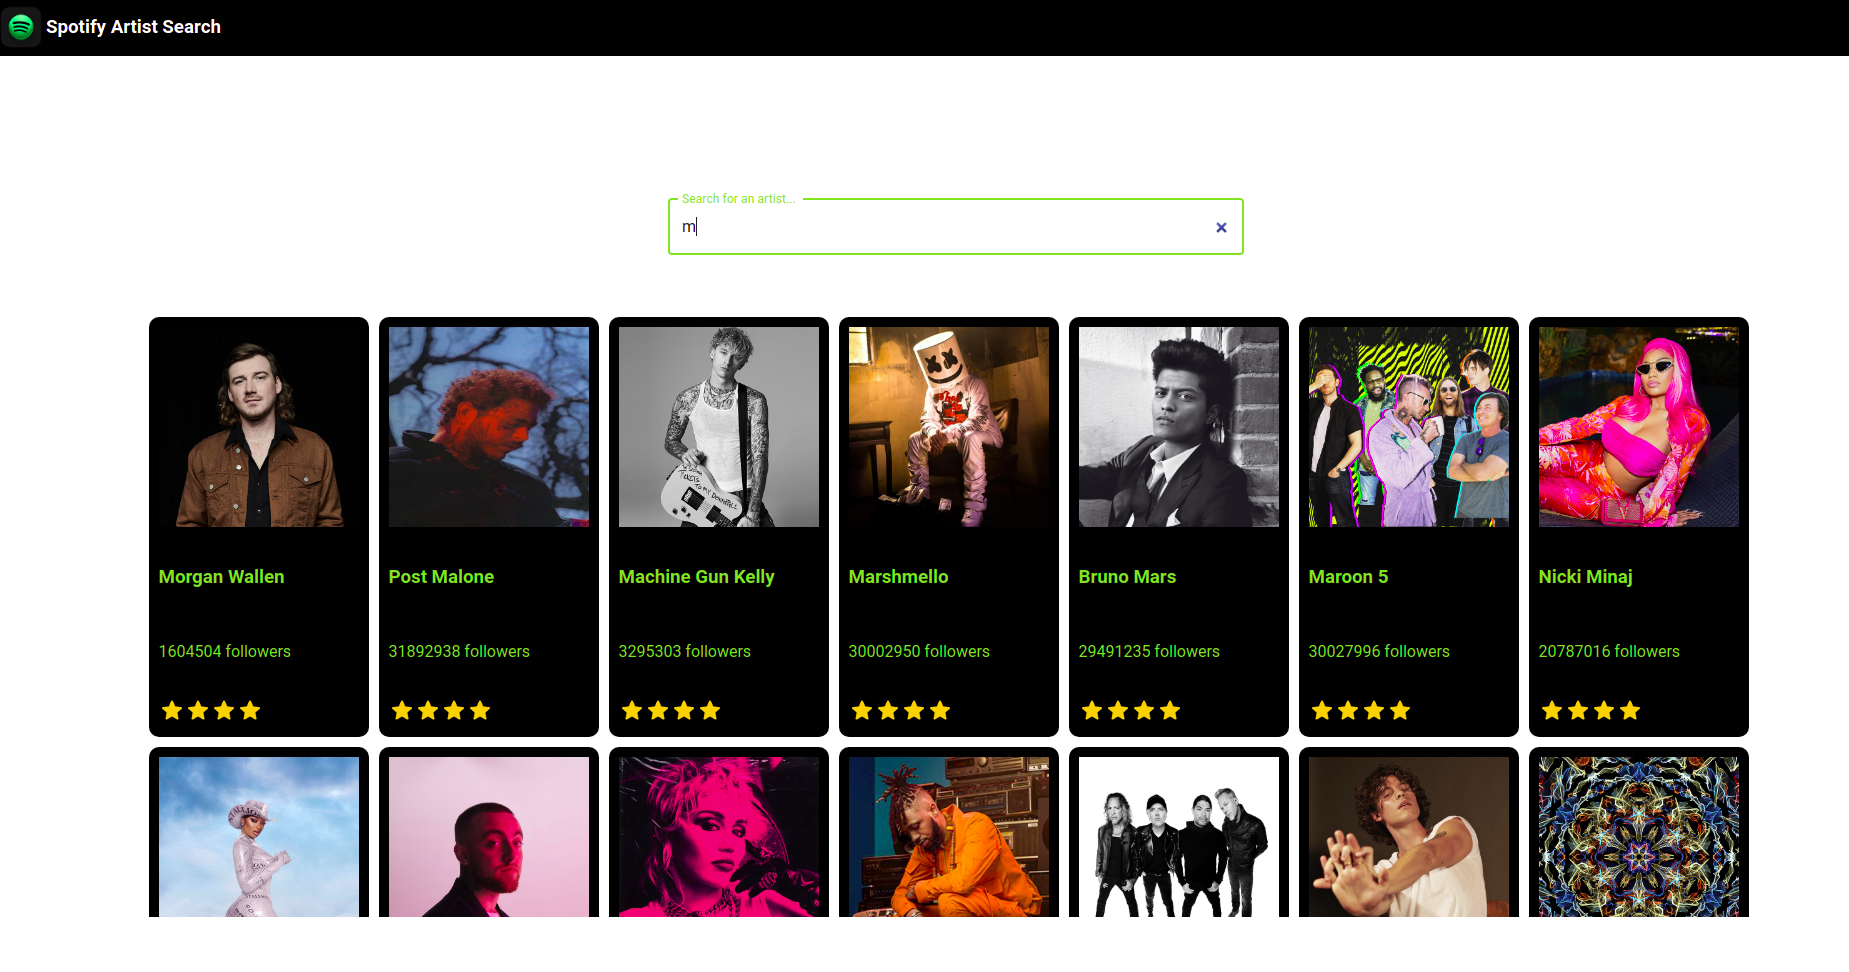 Spotify Artist Search
Search for an artist...
m
Morgan Wallen
Post Malone
Machine Gun Kelly
Marshmello
Bruno Mars
Maroon 5
Nicki Minaj
1604504 followers
31892938 followers
3295303 followers
30002950 followers
29491235 followers
30027996 followers
20787016 followers